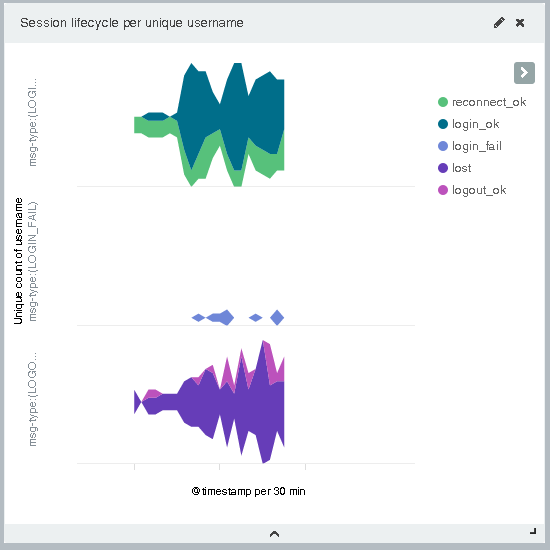 Session lifecycle per unique username
reconnect_ok
login_ok
login_fail
lost
logout_ok
Unique count of username
msg-type:(LOGI...
msg-type:(LOGIN_FAIL)
msg-type:(LOGO...
@timestamp per 30 min